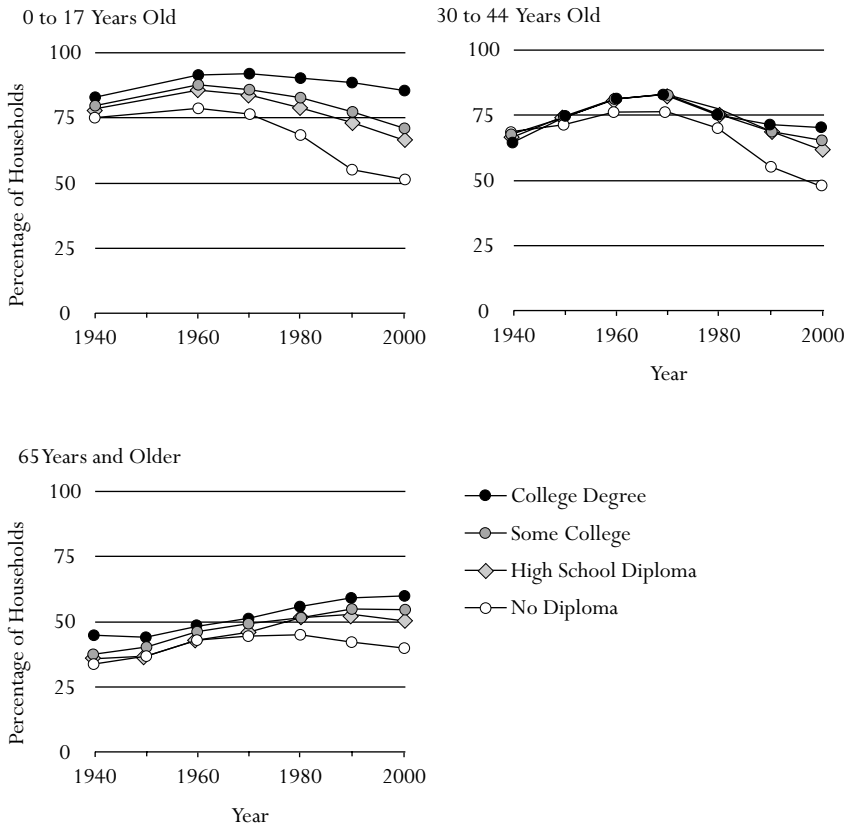 0 to 17 Years Old
Percentage of Households
100
75
50
25
0
1940 1960 1980 2000
30 to 44 Years Old
100
75
50
25
0
1940 1960 1980 2000
Year
65 Years and Older
Percentage of Households
100
75
50
25
0
1940 1960 1980 2000
Year
College Degree
Some College
High School Diploma
No Diploma